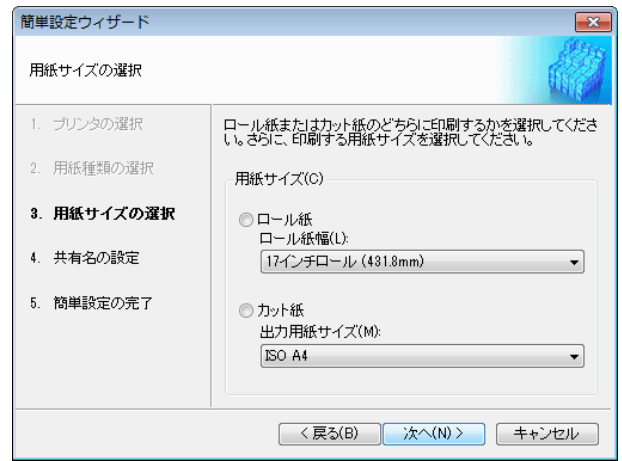 簡単設定ウィザード
用紙サイズの選択
1. プリンタの選択
2. 用紙種類の選択
3. 用紙サイズの選択
4. 共有名の設定
5. 簡単設定の完了
ロール紙またはカット紙のどちらに印刷するかを選択してくださ
い。さらに、印刷する用紙サイズを選択してください。
用紙サイズ(C)
ロール紙
ロール紙幅(L):
17インチロール (431.8mm)
カット紙
出力用紙サイズ(M):
ISO A4
< 戻る(B)
次へ(N) >
キャンセル